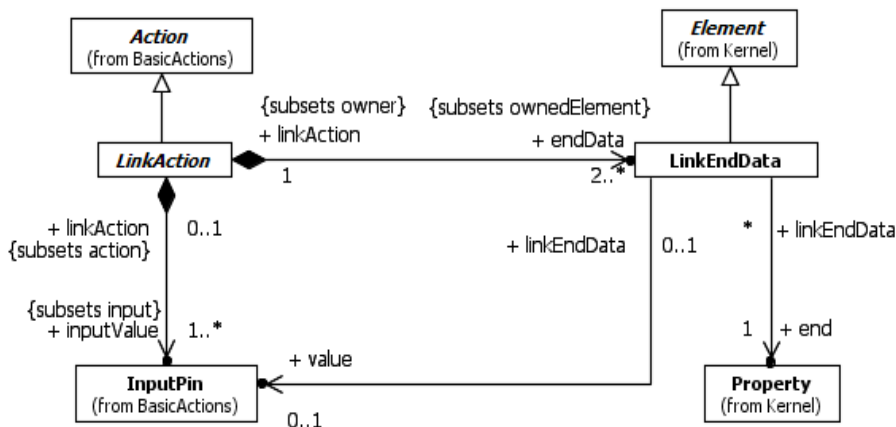 Action
(from BasicActions)
Element
(from Kernel)
{subsets owner}
+ linkAction
{subsets ownedElement}
+ endData
LinkAction
1
2..*
LinkEndData
+ linkAction
{subsets action}
0..1
+ linkEndData
0..1
*
+ linkEndData
{subsets input}
+ inputValue
1..*
1
+ end
+ value
InputPin
(from BasicActions)
0..1
Property
(from Kernel)